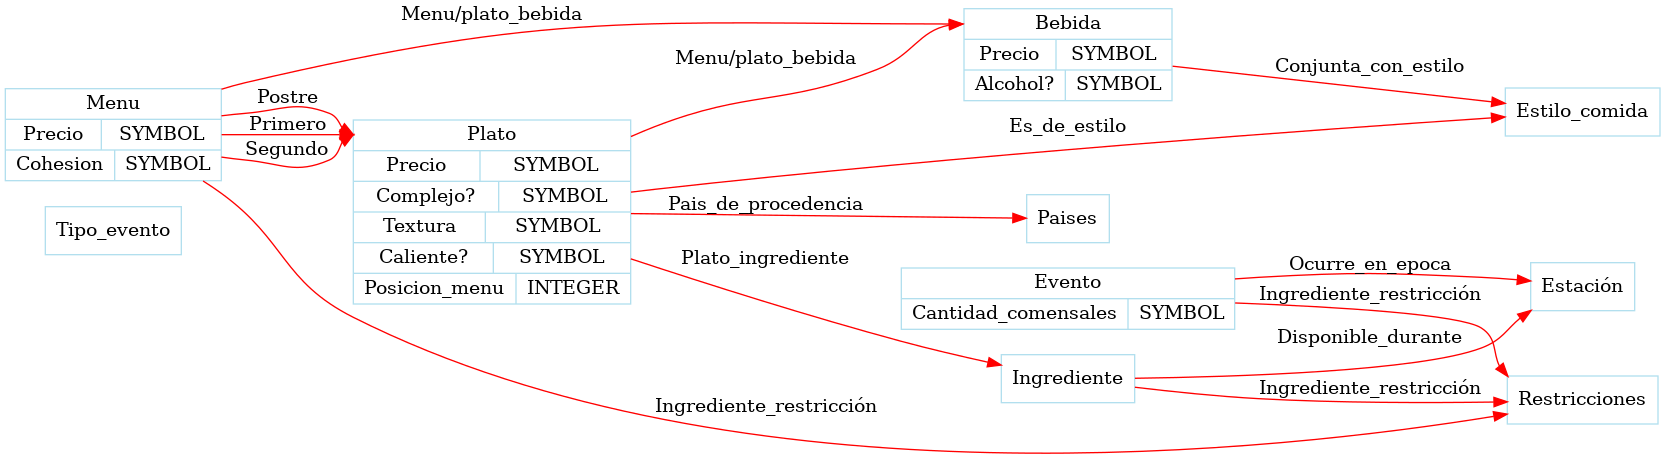 Menu/plato_bebida
Bebida
Precio SYMBOL
Alcohol? SYMBOL
Menu/plato_bebida
Conjunta_con_estilo
Estilo_comida
Menu
Precio SYMBOL
Cohesion SYMBOL
Postre
Primero
Segundo
Plato
Precio SYMBOL
Complejo? SYMBOL
Textura SYMBOL
Caliente? SYMBOL
Posicion_menu INTEGER
Es_de_estilo
Pais_de_procedencia
Paises
Tipo_evento
Plato_ingrediente
Evento
Cantidad_comensales SYMBOL
Ocurre_en_epoca
Estación
Ingrediente_restricción
Disponible_durante
Ingrediente
Ingrediente_restricción
Restricciones
Ingrediente_restricción